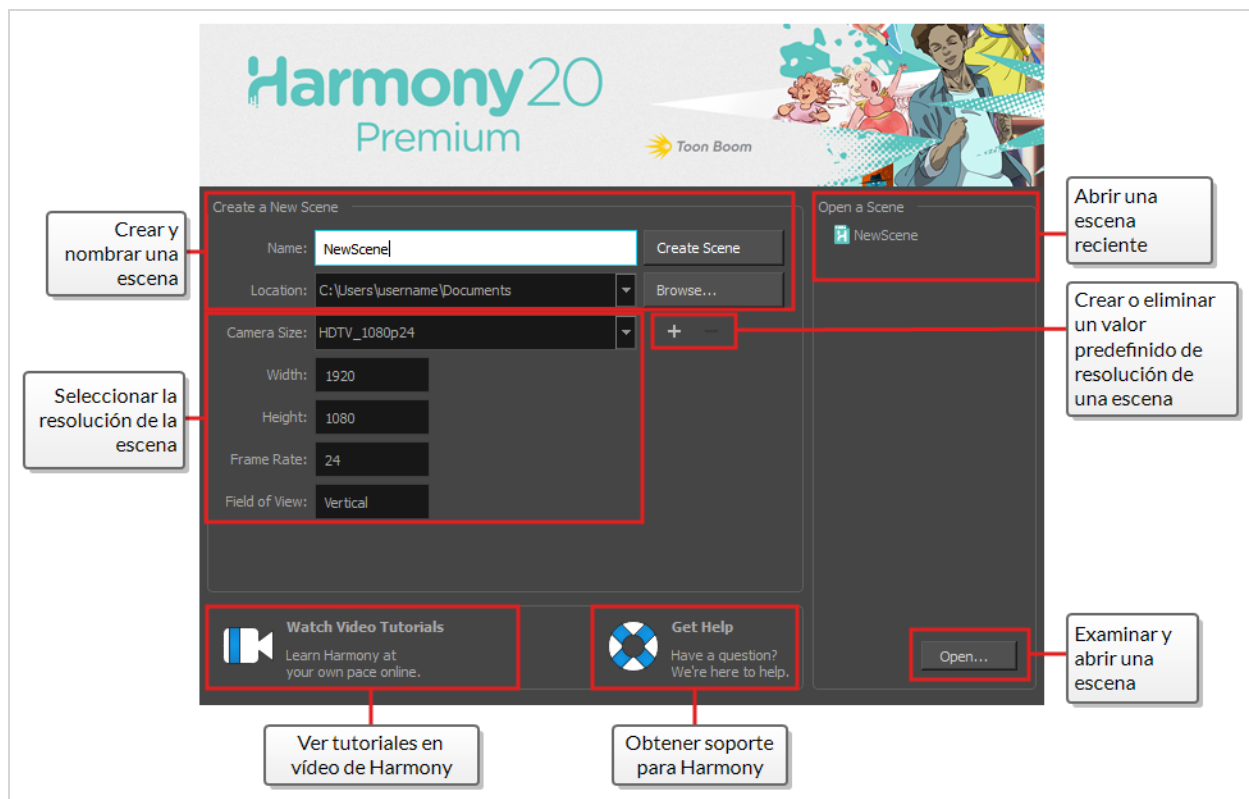 Harmony 20
Premium
Toon Boom
Crear y
nombrar una
escena
Create a New Scene
Name: NewScene Create Scene
Location: C:\Users\username\Documents Browse...
Seleccionar la
resolución de la
escena
Camera Size: HDTV_1080p24 + −
Width: 1920
Height: 1080
Frame Rate: 24
Field of View: Vertical
Open a Scene
NewScene
Abrir una
escena
reciente
Crear o eliminar
un valor
predefinido de
resolución de
una escena
Watch Video Tutorials
Learn Harmony at
your own pace online.
Get Help
Have a question?
We're here to help.
Open...
Examinar y
abrir una
escena
Ver tutoriales en
vídeo de Harmony
Obtener soporte
para Harmony